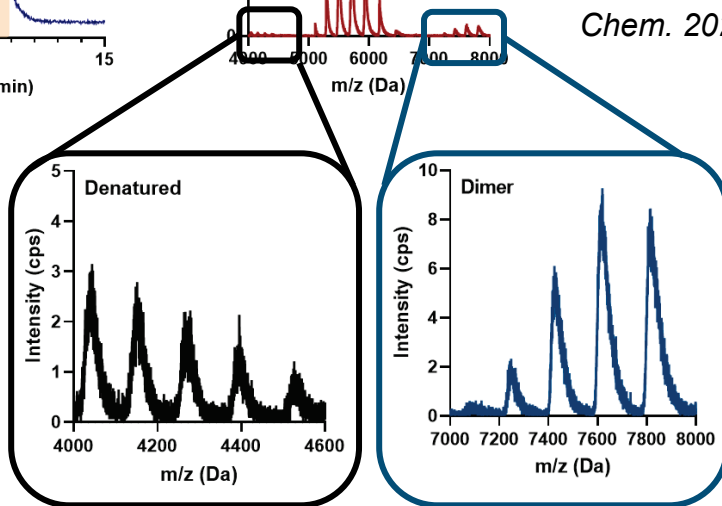 Chem. 20
0
4000 5000 6000 7000 8000
15
min)
m/z (Da)
Denatured
5
4
3
2
1
0
Intensity (cps)
4000 4200 4400 4600
m/z (Da)
Dimer
10
8
6
4
2
0
Intensity (cps)
7000 7200 7400 7600 7800 8000
m/z (Da)